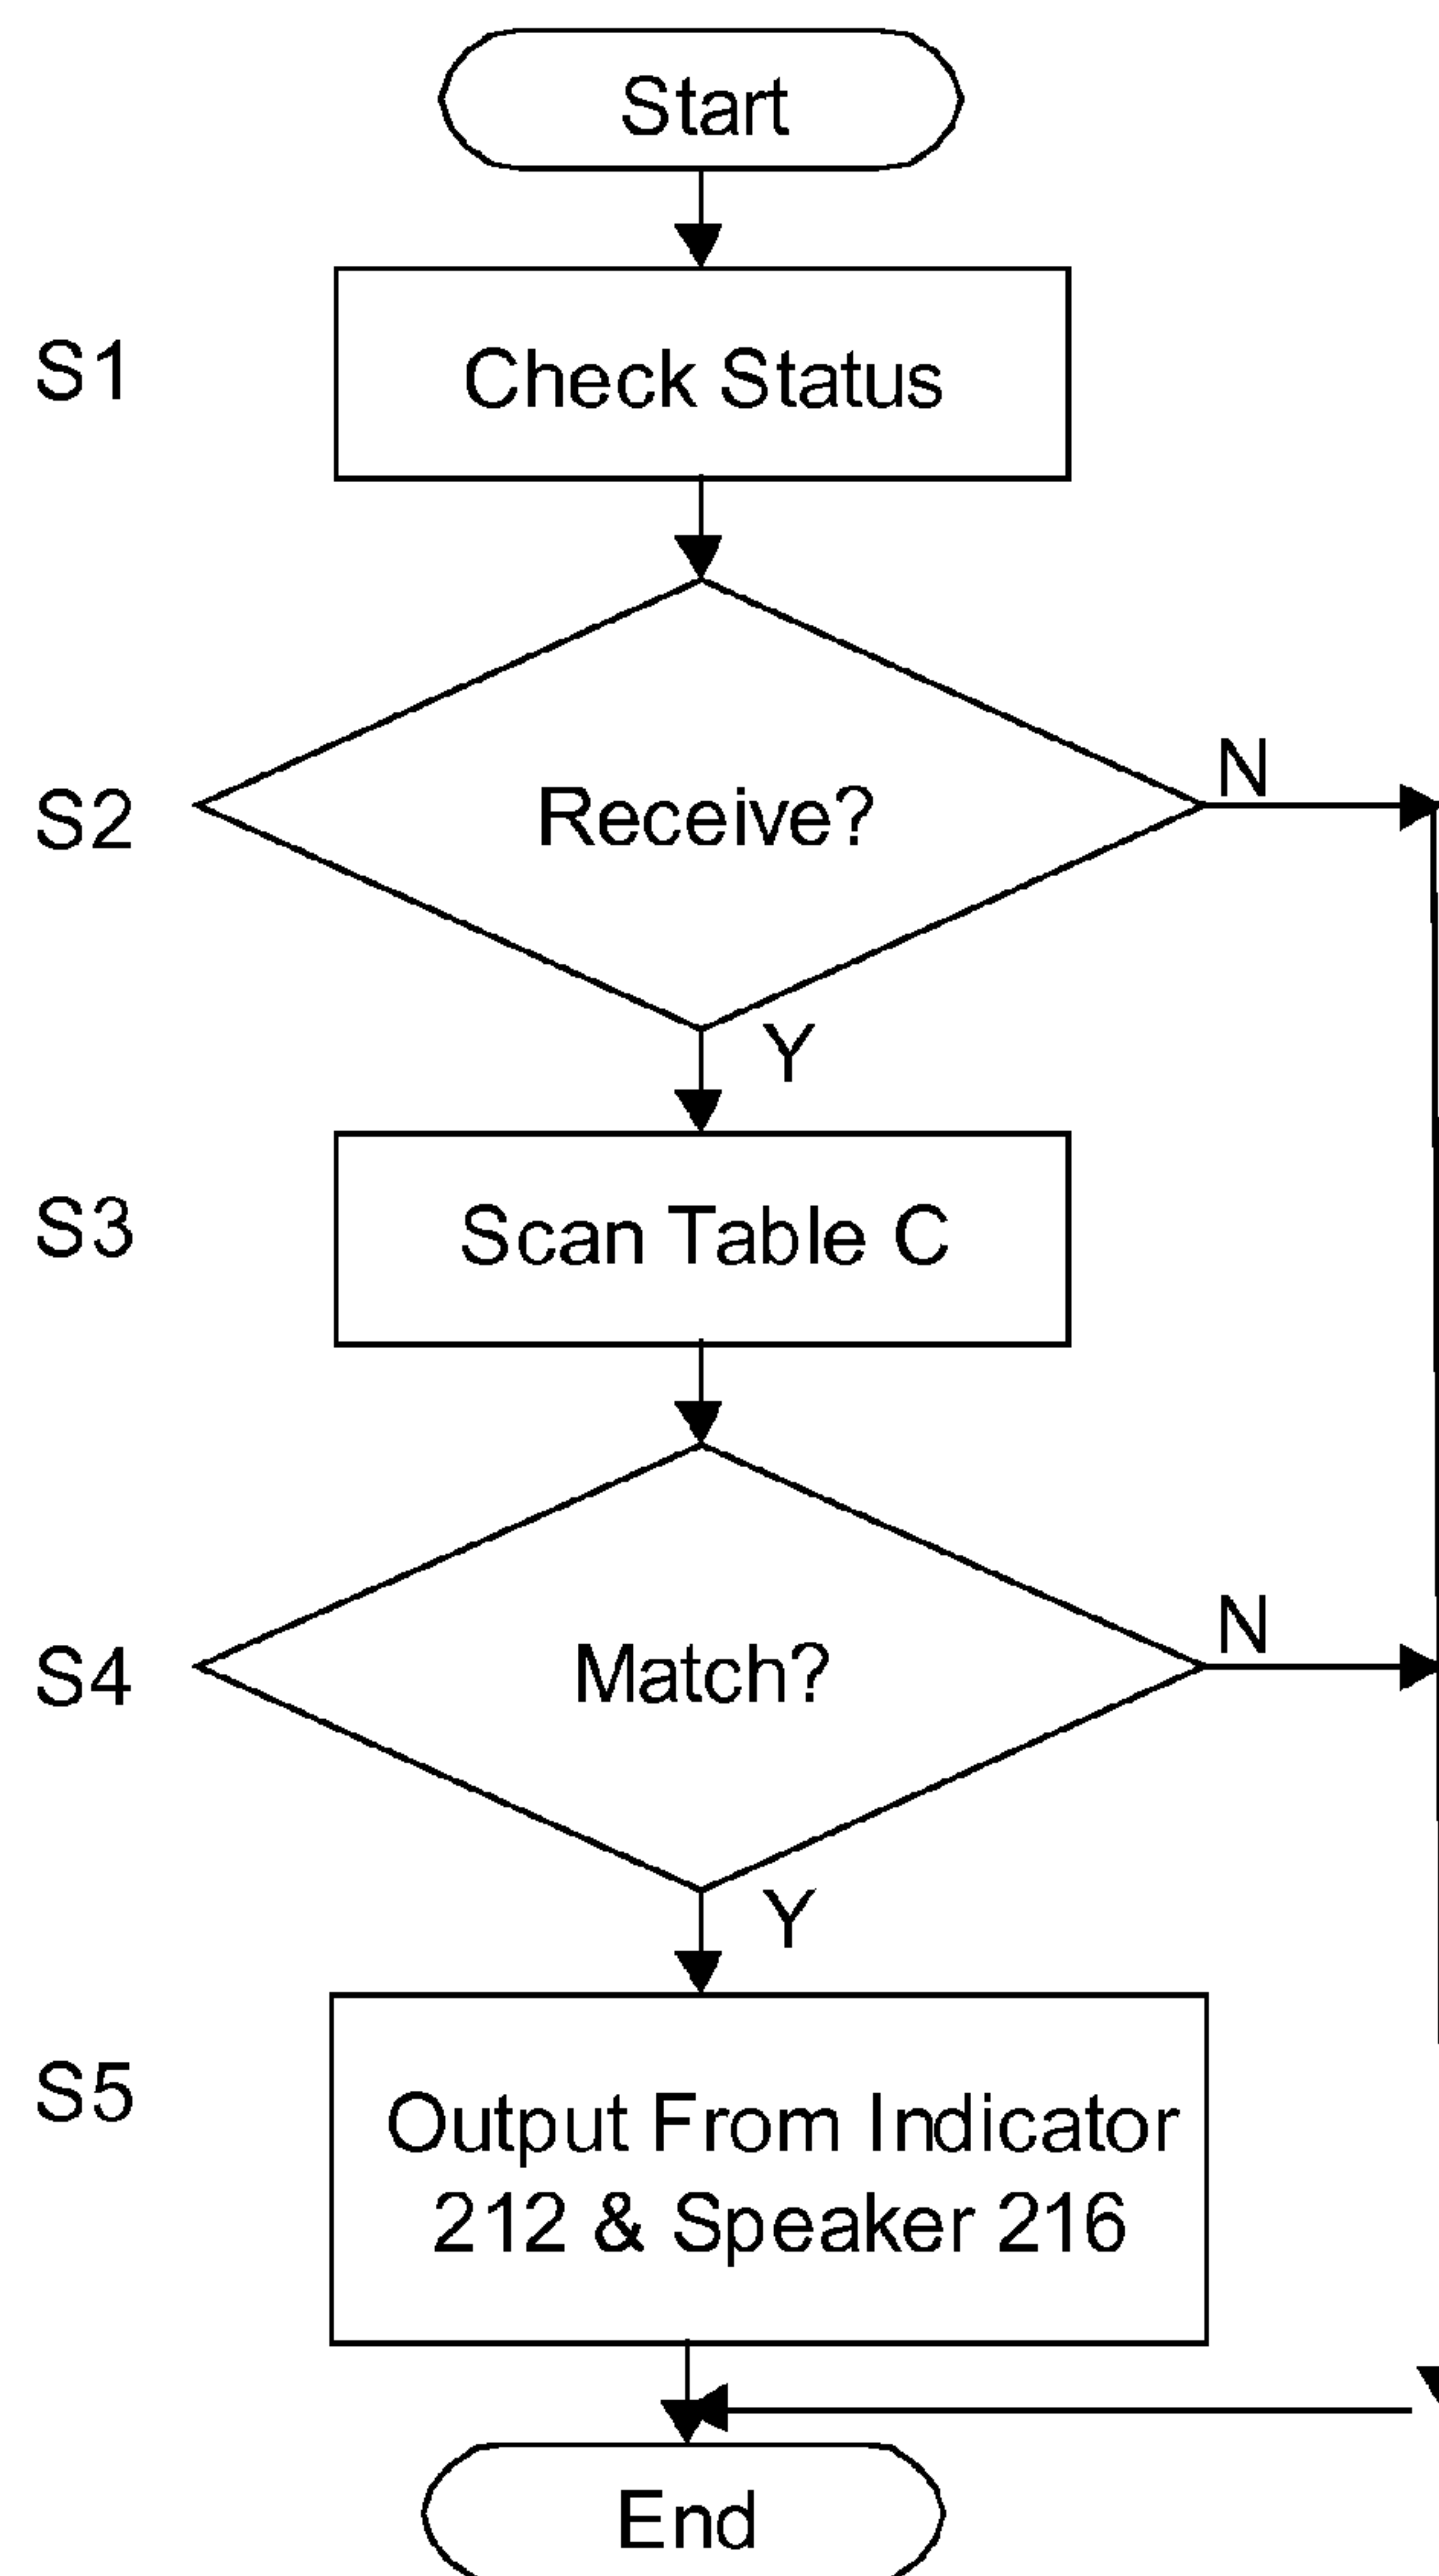 Start
S1
Check Status
S2
Receive?
N
Y
S3
Scan Table C
S4
Match?
N
Y
S5
Output From Indicator
212 & Speaker 216
End